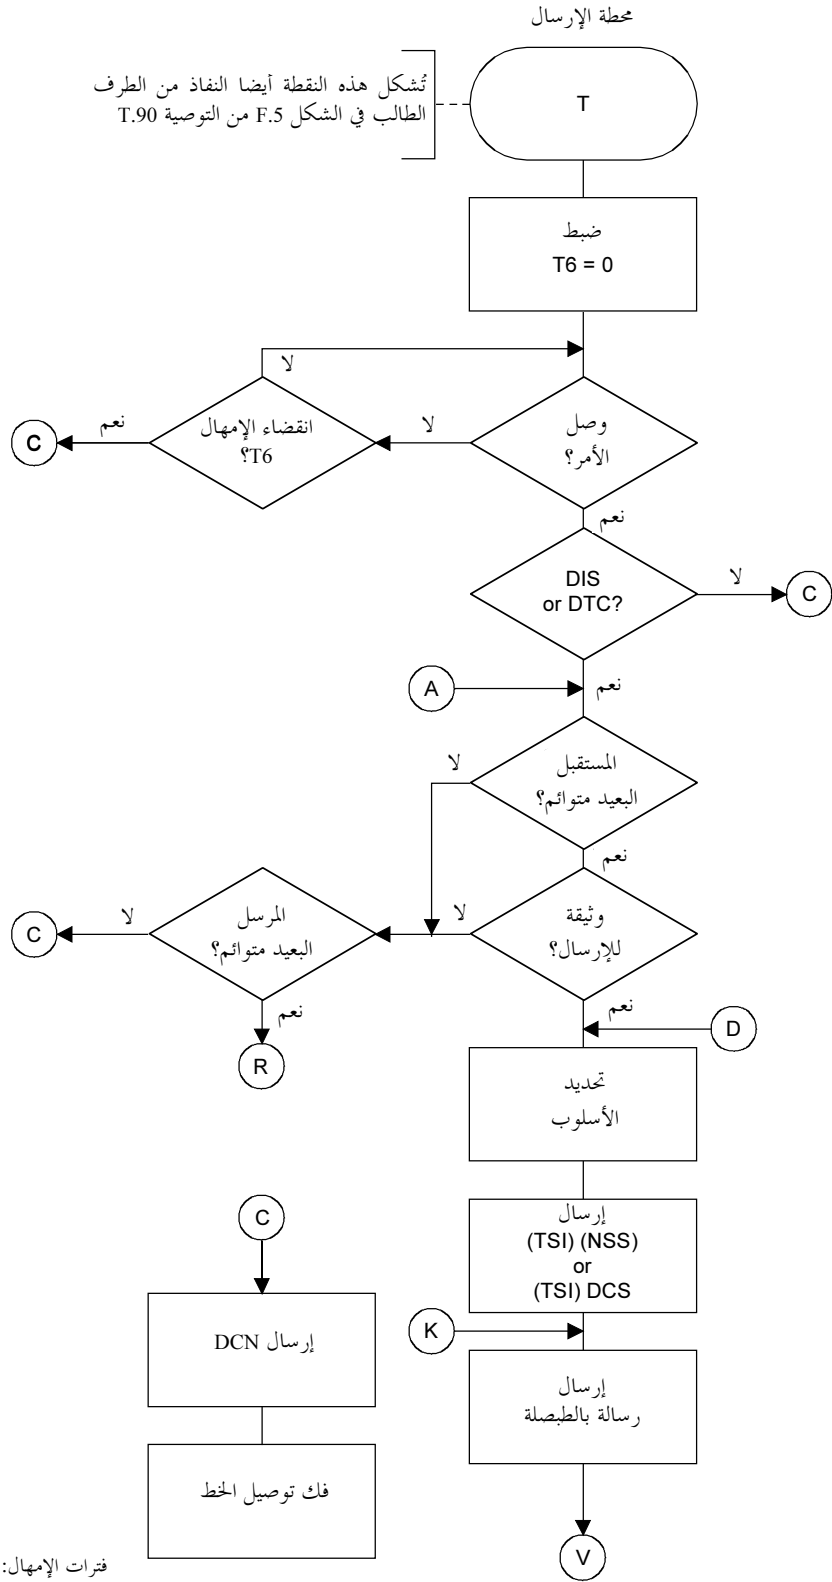 محطة الإرسال
تُشكل هذه النقطة أيضا النفاذ من الطرف
الطالب في الشكل F.5 من التوصية T.90
T
ضبط
T6 = 0
لا
انقضاء الإمهال
T6؟
نعم
C
لا
وصل
الأمر؟
نعم
DIS
or DTC?
لا
C
نعم
A
المستقبل
البعيد متوائم؟
لا
نعم
وثيقة
للإرسال؟
لا
المرسل
البعيد متوائم؟
لا
C
نعم
R
نعم
D
تحديد
الأسلوب
إرسال
(TSI) (NSS)
or
(TSI) DCS
K
إرسال
رسالة بالطبصلة
V
C
إرسال DCN
فك توصيل الخط
فترات الإمهال: